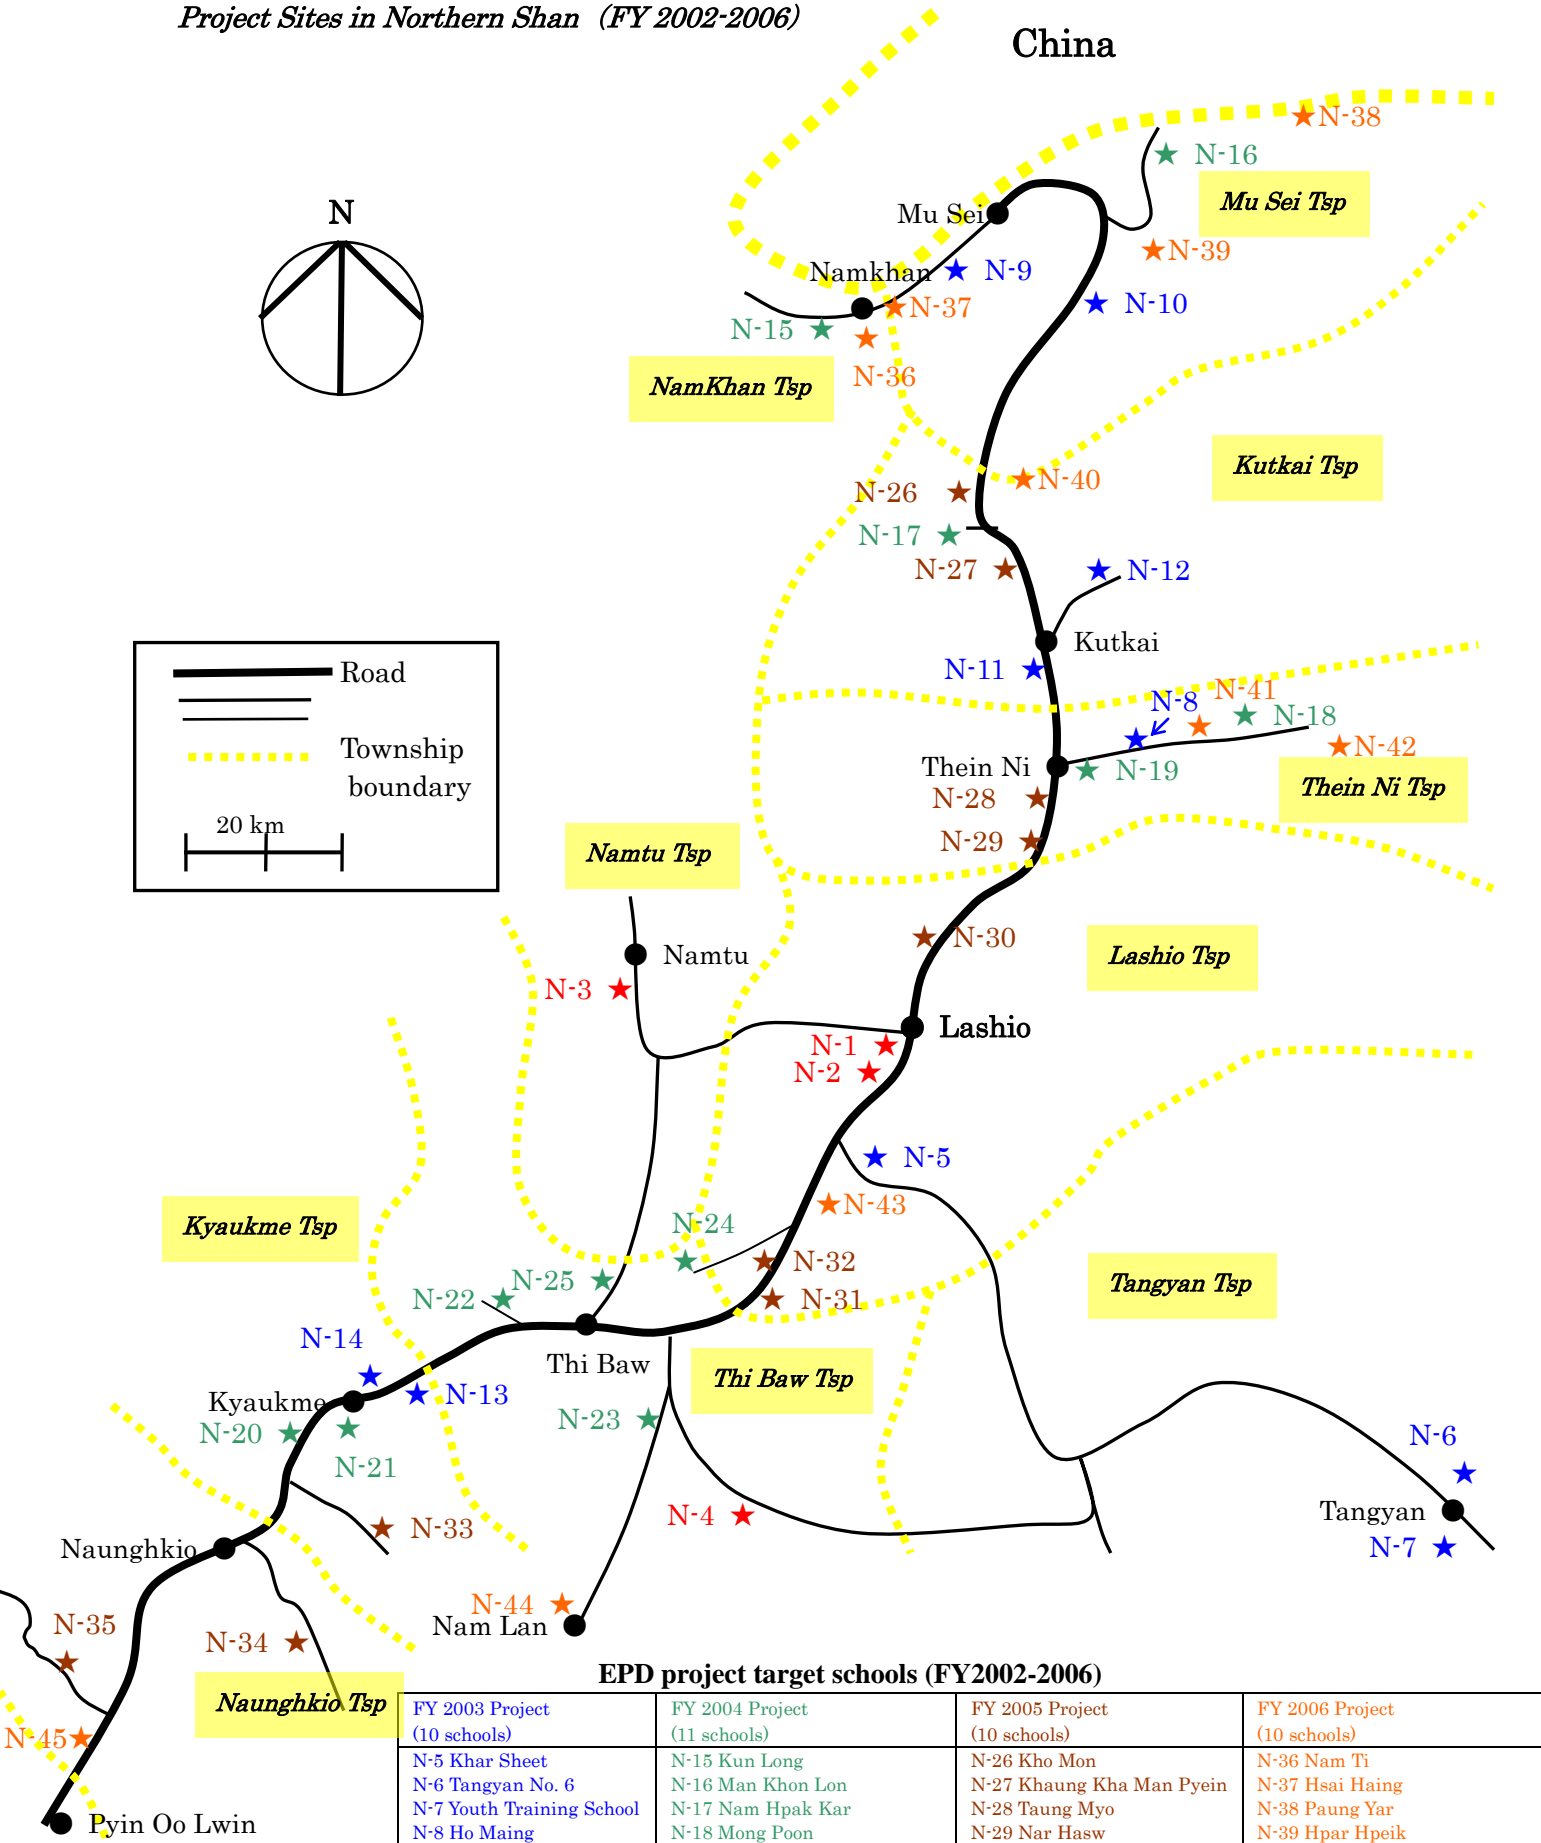 Project Sites in Northern Shan (FY 2002-2006)
China
N-38
N-16
Mu Sei Tsp
N
Mu Sei
N-39
Namkhan
N-9
N-10
N-37
N-15
N-36
NamKhan Tsp
Kutkai Tsp
N-40
N-26
N-17
N-27
N-12
Kutkai
Road
N-11
N-41
N-8
N-18
Township
boundary
N-42
Thein Ni
N-19
Thein Ni Tsp
N-28
20 km
N-29
Namtu Tsp
N-30
Namtu
Lashio Tsp
N-3
Lashio
N-1
N-2
N-5
N-43
Kyaukme Tsp
N-24
N-32
N-25
Tangyan Tsp
N-22
N-31
N-14
Thi Baw
Thi Baw Tsp
N-13
Kyaukme
N-23
N-20
N-21
N-6
N-4
Tangyan
N-33
Naunghkio
N-7
N-44
Nam Lan
N-35
N-34
Naunghkio Tsp
N-45
Pyin Oo Lwin
EPD project target schools (FY2002-2006)
FY 2003 Project
(10 schools)
FY 2004 Project
(11 schools)
FY 2005 Project
(10 schools)
FY 2006 Project
(10 schools)
N-5 Khar Sheet
N-6 Tangyan No. 6
N-7 Youth Training School
N-8 Ho Maing
N-15 Kun Long
N-16 Man Khon Lon
N-17 Nam Hpak Kar
N-18 Mong Poon
N-26 Kho Mon
N-27 Khaung Kha Man Pyein
N-28 Taung Myo
N-29 Nar Hasw
N-36 Nam Ti
N-37 Hsai Haing
N-38 Paung Yar
N-39 Hpar Hpeik